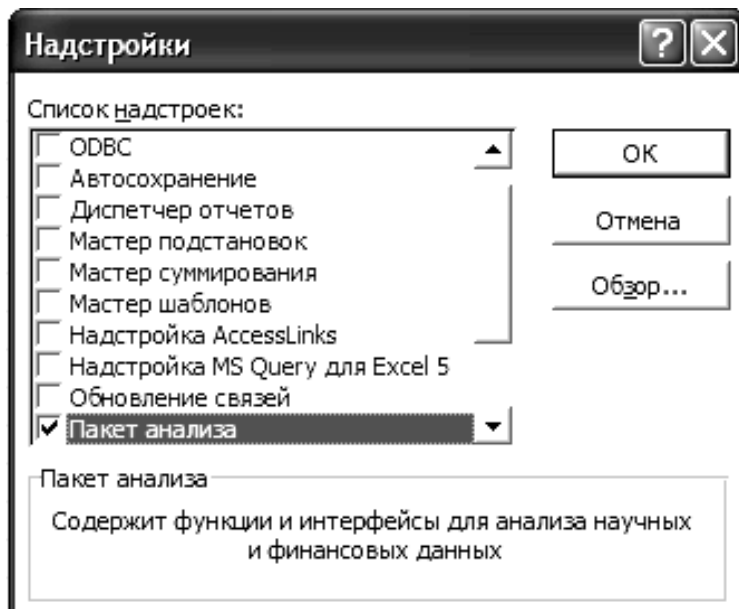 Надстройки
Список надстроек:
ODBC
Автосохранение
Диспетчер отчетов
Мастер подстановок
Мастер суммирования
Мастер шаблонов
Надстройка AccessLinks
Надстройка MS Query для Excel 5
Обновление связей
Пакет анализа
OK
Отмена
Обзор...
Пакет анализа
Содержит функции и интерфейсы для анализа научных
и финансовых данных